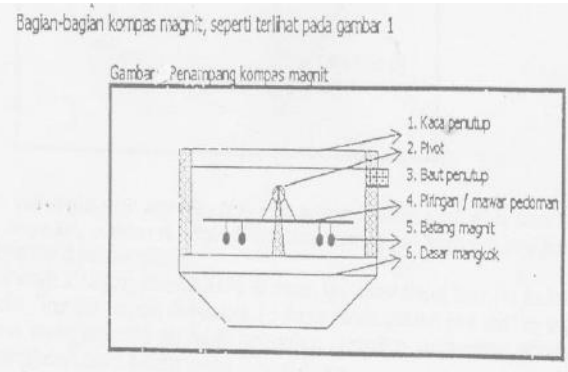 Bagian-bagian kompas magnit, seperti terlihat pada gambar 1
Gambar Penampang kompas magnit
1. Kaca penutup
2. Pivot
3. Baut penutup
4. Piringan / mawar pedoman
5. Batang magnit
6. Dasar mangkok